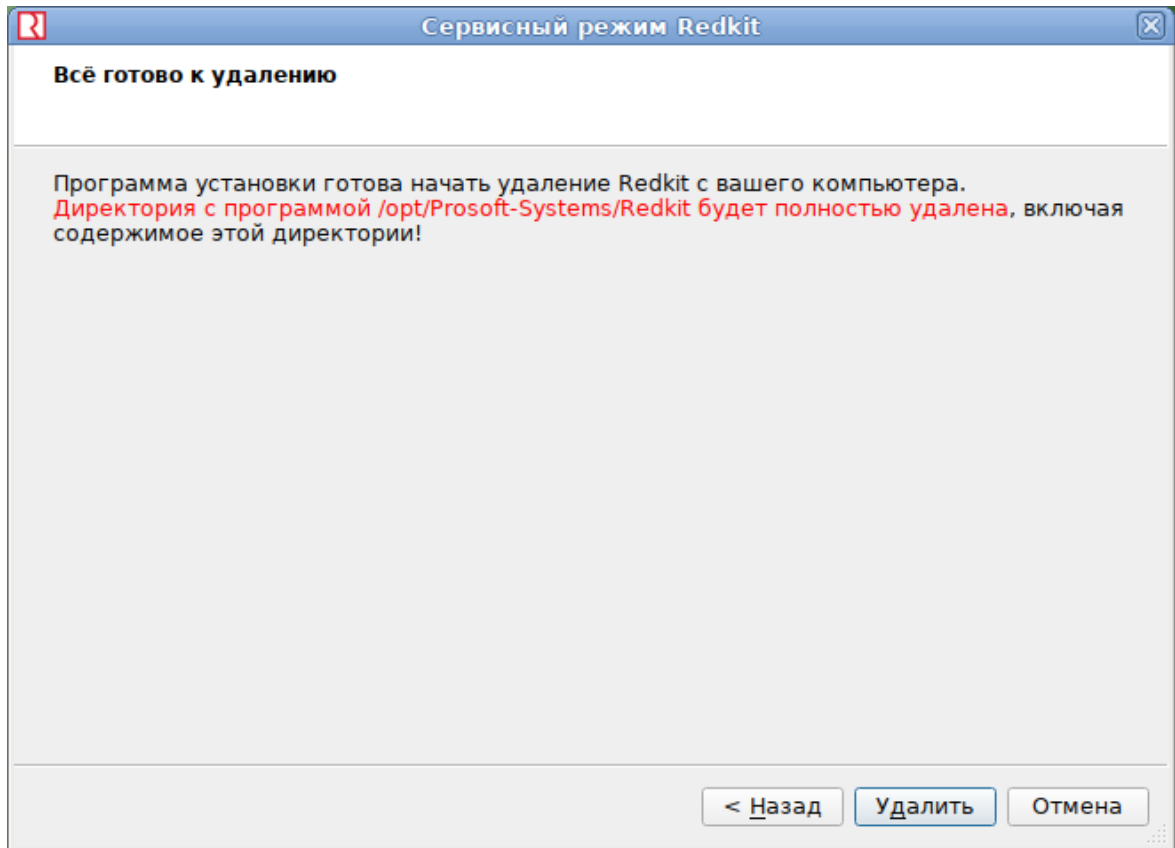 Сервисный режим Redkit
Всё готово к удалению
Программа установки готова начать удаление Redkit с вашего компьютера.
Директория с программой /opt/Prosoft-Systems/Redkit будет полностью удалена, включая
содержимое этой директории!
< Назад
Удалить
Отмена